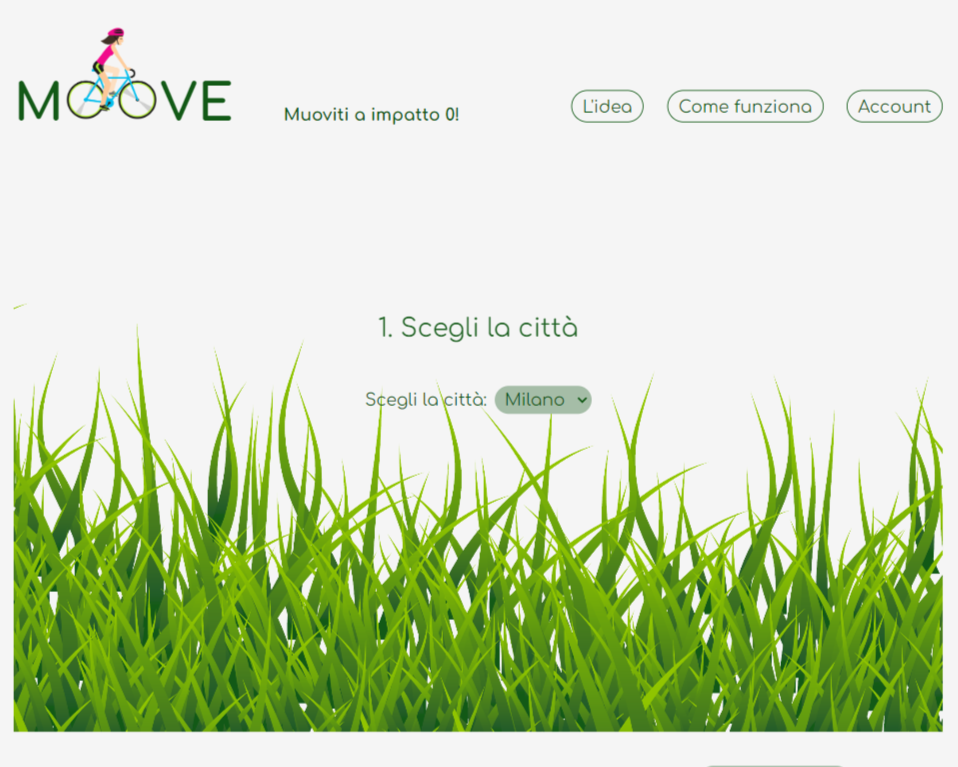 MOOVE
Muoviti a impatto 0!
L'idea
Come funziona
Account
1. Scegli la città
Scegli la città: Milano